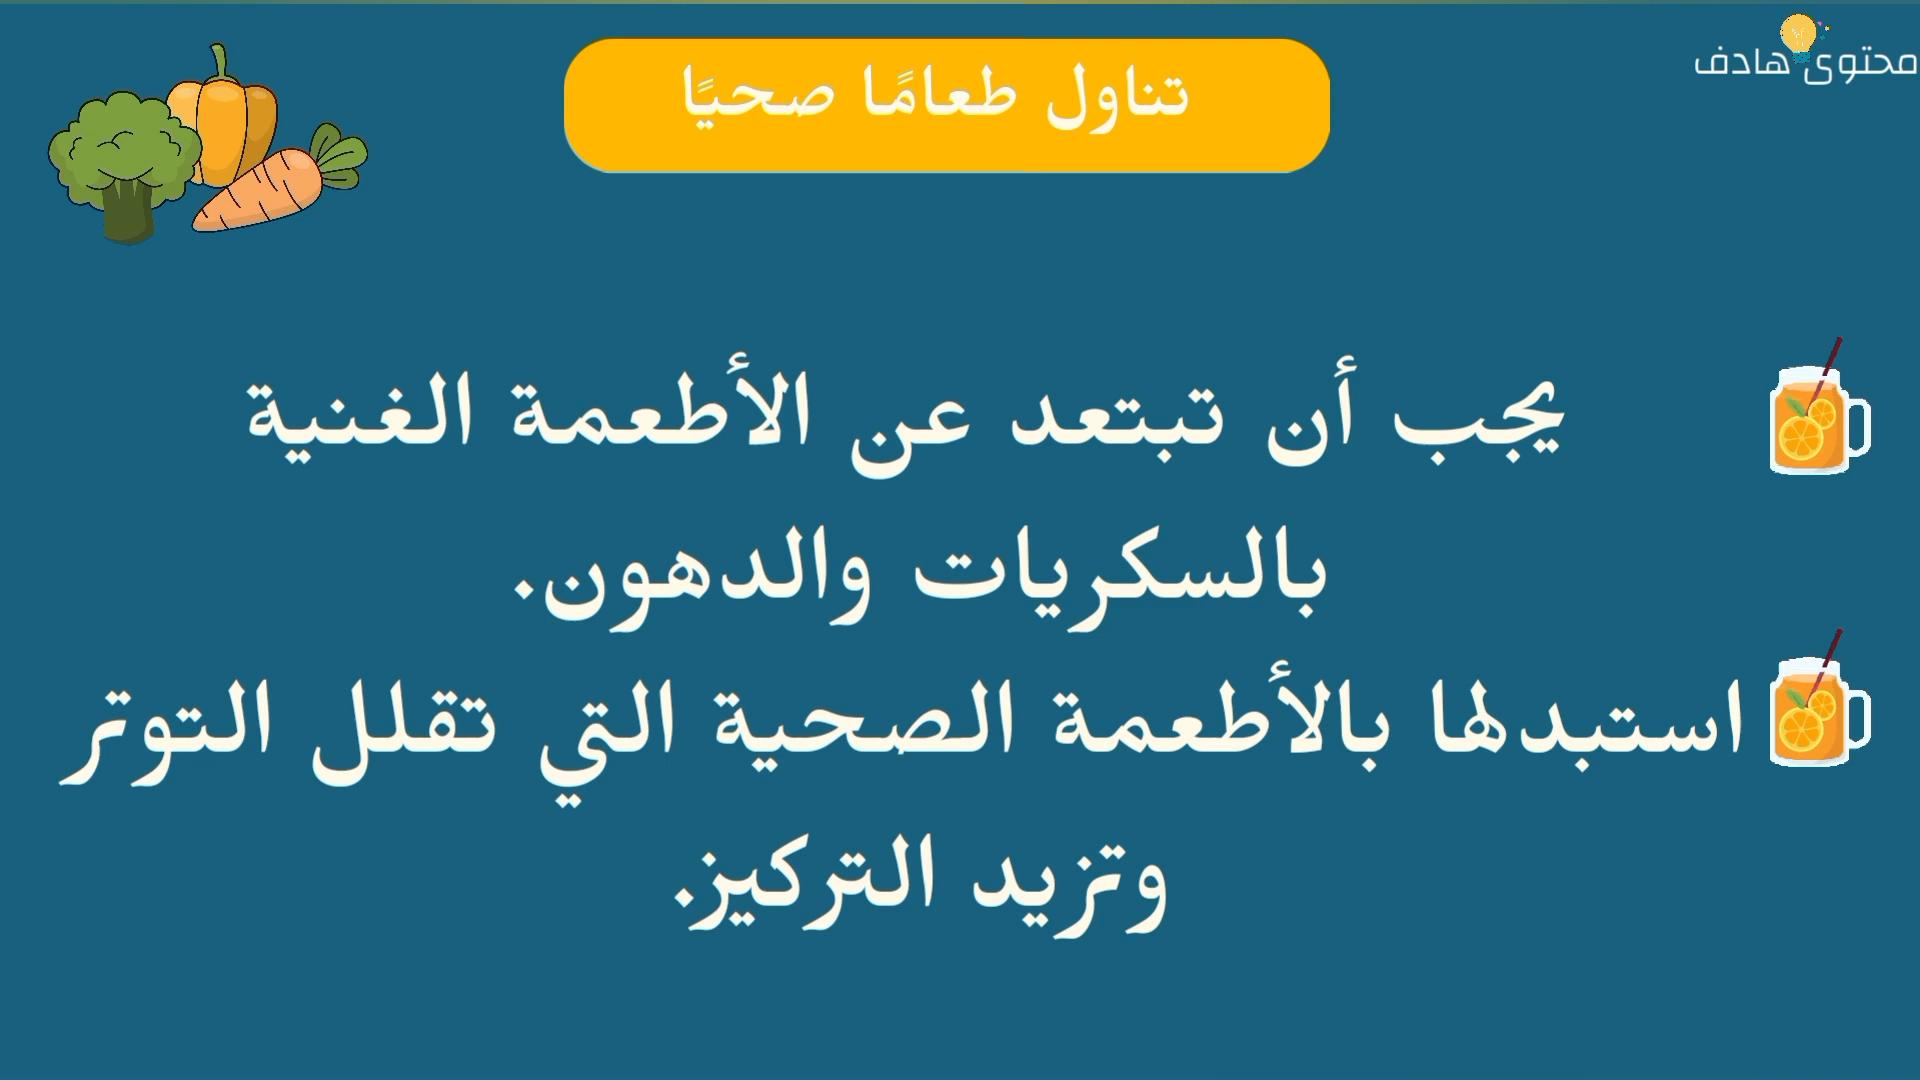 محتوى هادف
تناول طعامًا صحيًا
يجب أن تبتعد عن الأطعمة الغنية
بالسكريات والدهون.
استبدلها بالأطعمة الصحية التي تقلل التوتر
وتزيد التركيز.